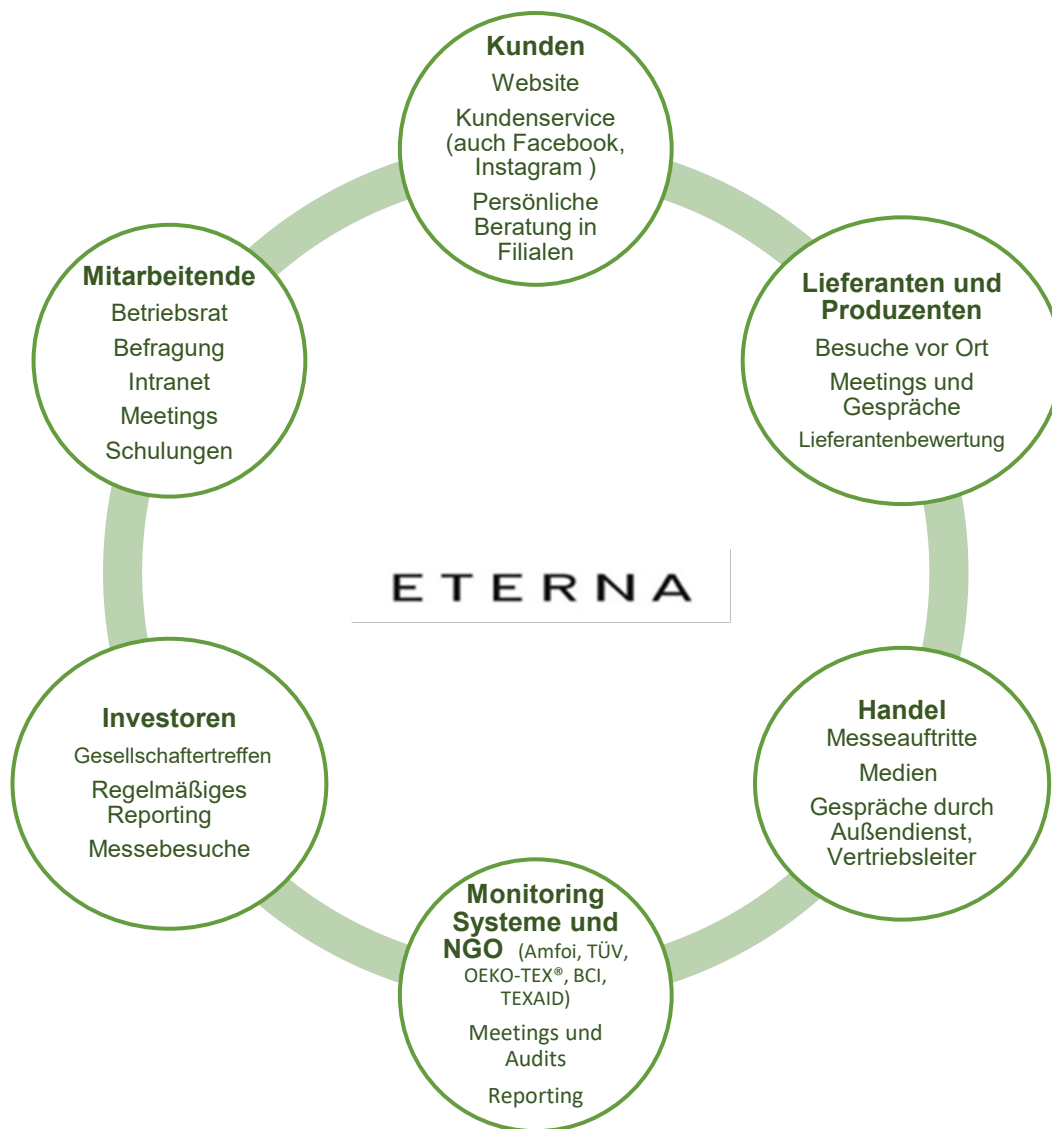 Kunden
Website
Kundenservice
(auch Facebook,
Instagram )
Persönliche
Beratung in
Filialen
Lieferanten und
Produzenten
Besuche vor Ort
Meetings und
Gespräche
Lieferantenbewertung
Handel
Messeauftritte
Medien
Gespräche durch
Außendienst,
Vertriebsleiter
Monitoring
Systeme und
NGO (Amfoi, TÜV,
OEKO-TEX®, BCI,
TEXAID)
Meetings und
Audits
Reporting
Investoren
Gesellschaftertreffen
Regelmäßiges
Reporting
Messebesuche
Mitarbeitende
Betriebsrat
Befragung
Intranet
Meetings
Schulungen
ETERNA